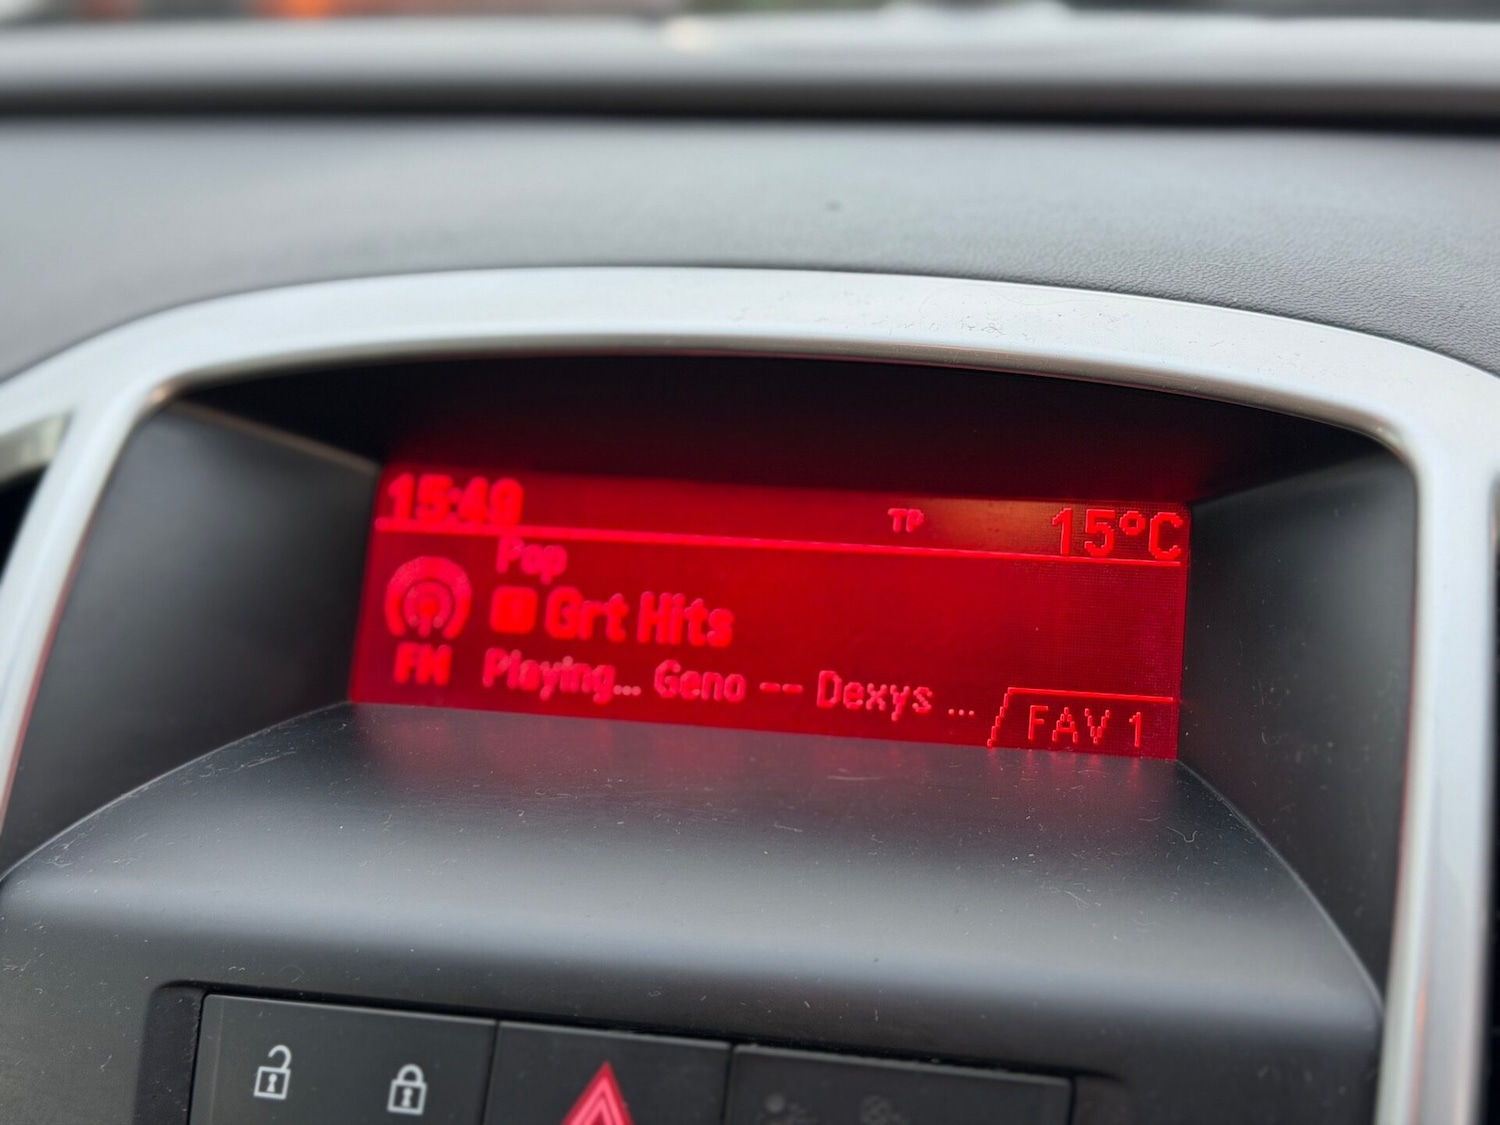 15:49 TP 15°C
Pop
Grt Hits
FM Playing... Geno -- Dexys ...
FAV 1